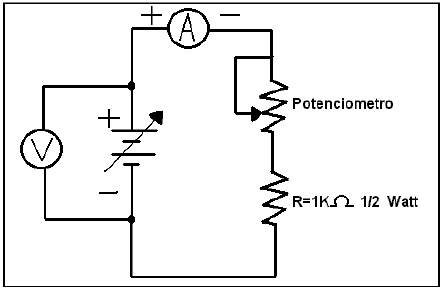 + A −
Potenciometro
V + −
R=1KΩ 1/2 Watt